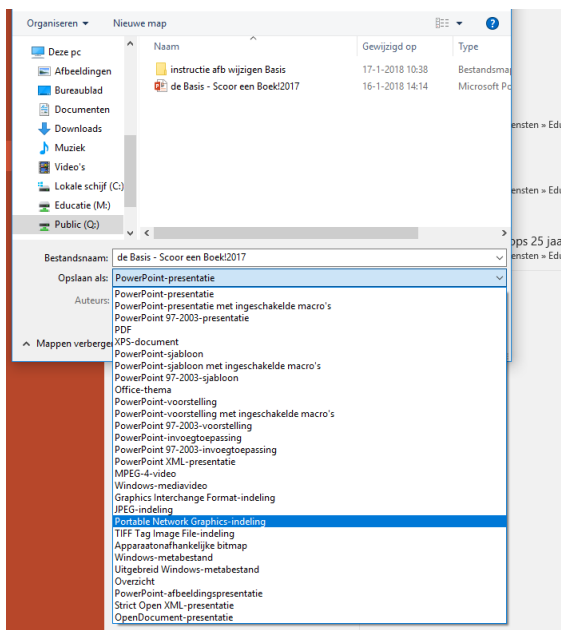 Organiseren Nieuwe map
Naam Gewijzigd op Type
Deze pc
Afbeeldingen
Bureaublad
Documenten
Downloads
Muziek
Video's
Lokale schijf (C:)
Educatie (M:)
Public (Q:)
instructie afb wijzigen Basis 17-1-2018 10:38 Bestandsmap
de Basis - Scoor een Boek!2017 16-1-2018 14:14 Microsoft Po
ensten » Edu
ensten » Edu
ops 25 jaa
ensten » Edu
Bestandsnaam: de Basis - Scoor een Boek!2017
Opslaan als: PowerPoint-presentatie
Auteurs:
Mappen verberge
PowerPoint-presentatie
PowerPoint-presentatie met ingeschakelde macro's
PowerPoint 97-2003-presentatie
PDF
XPS-document
PowerPoint-sjabloon
PowerPoint-sjabloon met ingeschakelde macro's
PowerPoint 97-2003-sjabloon
Office-thema
PowerPoint-voorstelling
PowerPoint-voorstelling met ingeschakelde macro's
PowerPoint 97-2003-voorstelling
PowerPoint-invoegtoepassing
PowerPoint 97-2003-invoegtoepassing
PowerPoint XML-presentatie
MPEG-4-video
Windows-mediavideo
Graphics Interchange Format-indeling
JPEG-indeling
Portable Network Graphics-indeling
TIFF Tag Image File-indeling
Apparaatonafhankelijke bitmap
Windows-metabestand
Uitgebreid Windows-metabestand
Overzicht
PowerPoint-afbeeldingspresentatie
Strict Open XML-presentatie
OpenDocument-presentatie